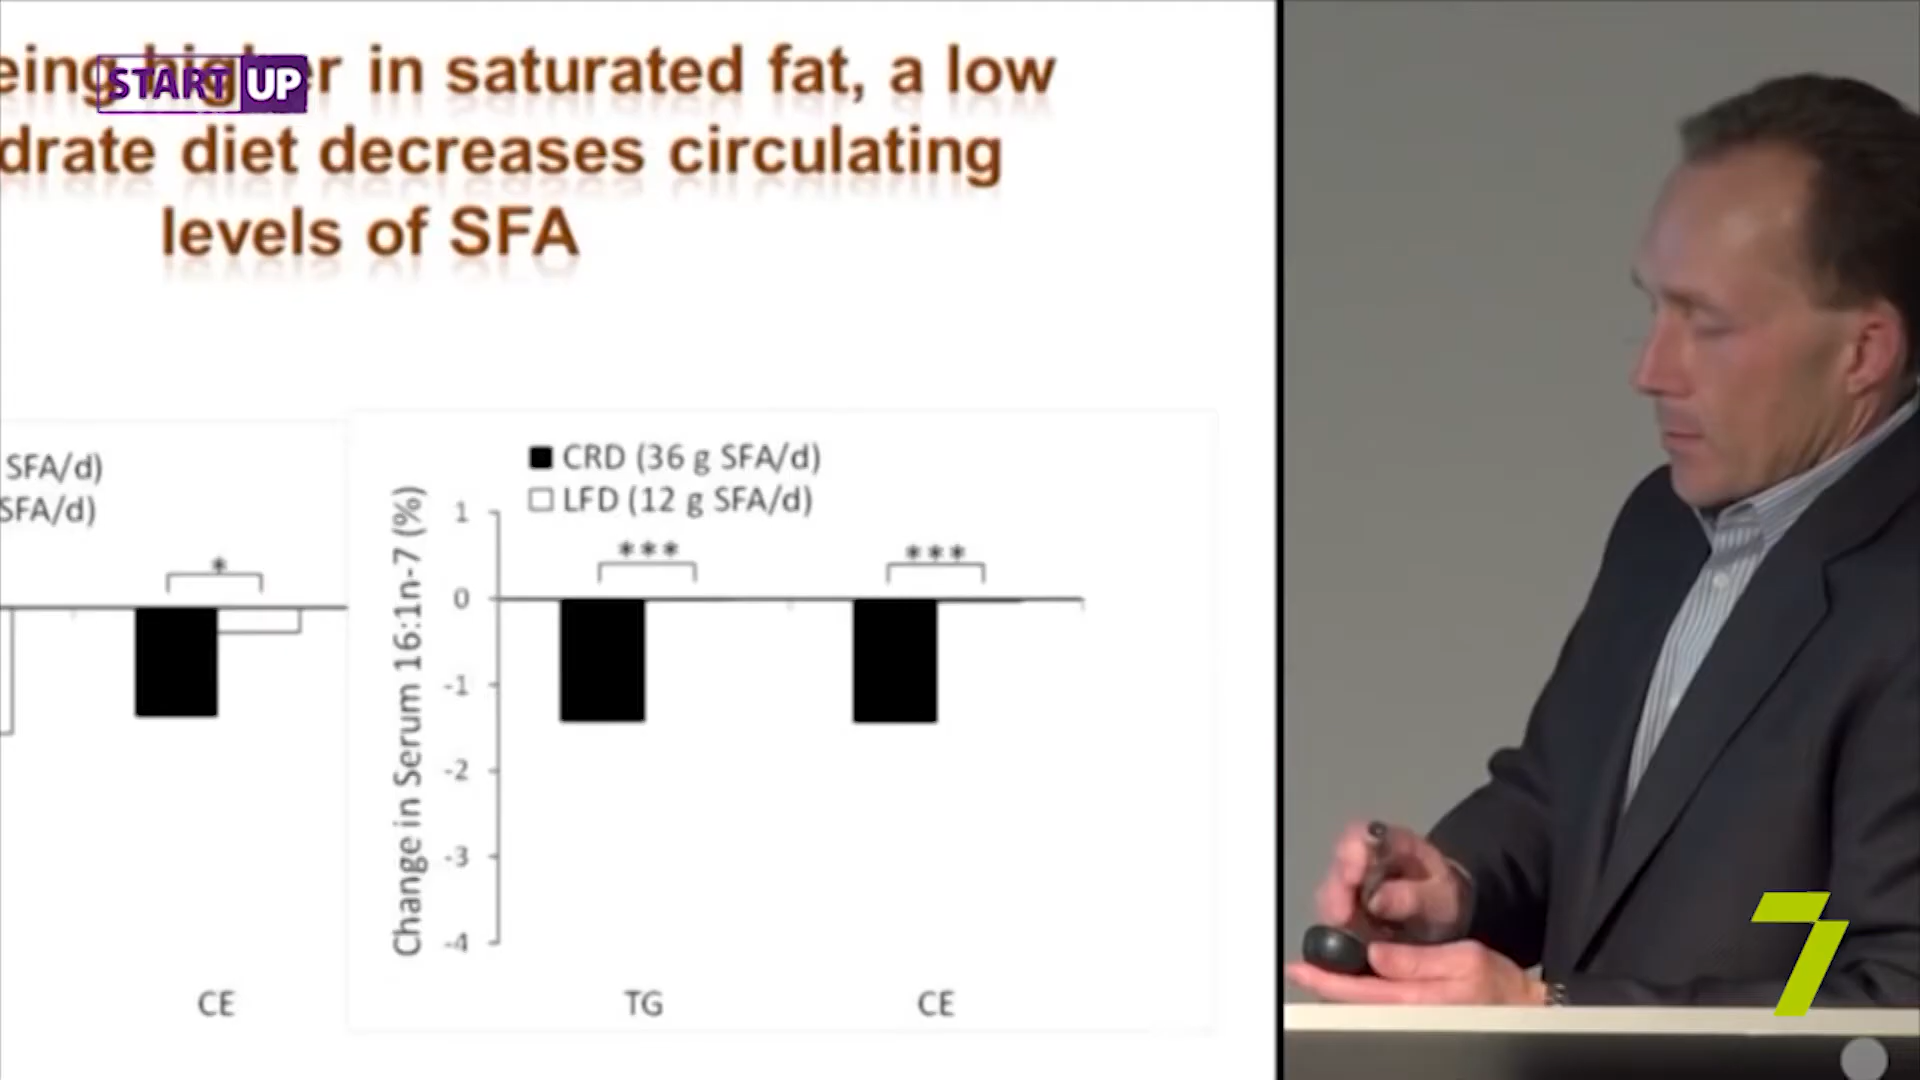 eing higher in saturated fat, a low
drate diet decreases circulating
levels of SFA
START UP
SFA/d)
SFA/d)
*
CE
CRD (36 g SFA/d)
LFD (12 g SFA/d)
Change in Serum 16:1n-7 (%)
1
0
-1
-2
-3
-4
***
***
TG
CE
7